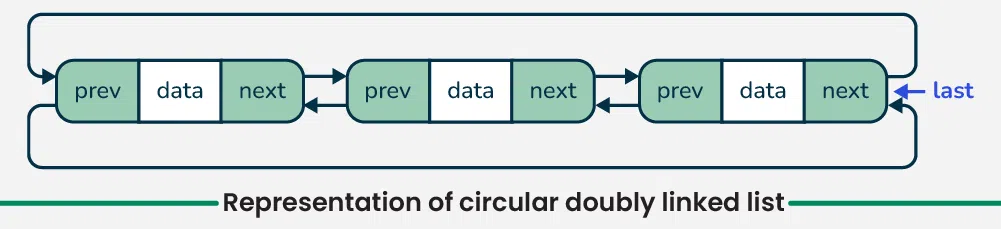 prev data next prev data next prev data next last
Representation of circular doubly linked list